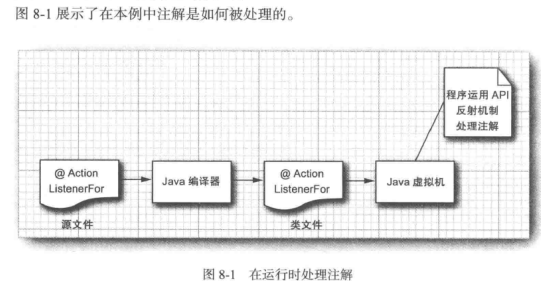 图 8-1 展示了在本例中注解是如何被处理的。
程序运用 API
反射机制
处理注解
@ Action
ListenerFor
Java 编译器
@ Action
ListenerFor
Java 虚拟机
源文件
类文件
图 8-1 在运行时处理注解